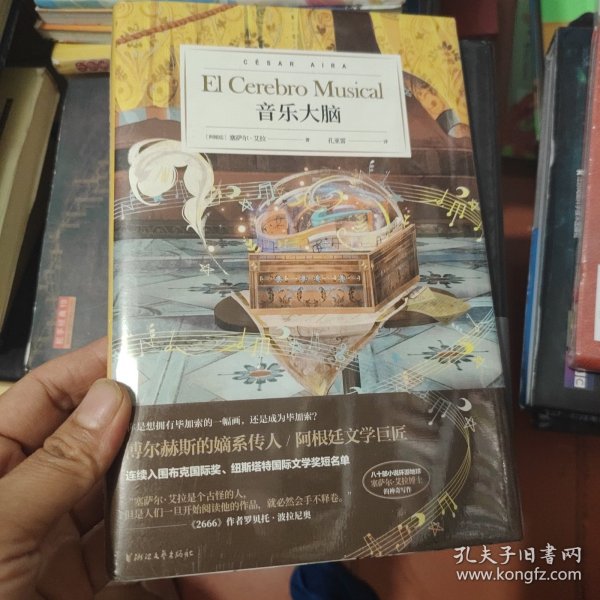 CÉSAR AIRA
El Cerebro Musical
音乐大脑
[阿根廷] 塞萨尔·艾拉 —— 著 孔亚雷 —— 译
是想拥有毕加索的一幅画，还是成为毕加索？
博尔赫斯的嫡系传人 / 阿根廷文学巨匠
连续入围布克国际奖、纽斯塔特国际文学奖短名单
八十部小说环游地球
塞萨尔·艾拉博士
的神奇写作
“塞萨尔·艾拉是个古怪的人，
但是人们一旦开始阅读他的作品，就必然会手不释卷。”
——《2666》作者罗贝托·波拉尼奥
浙江文艺出版社
孔夫子旧书网
www.kongfz.com